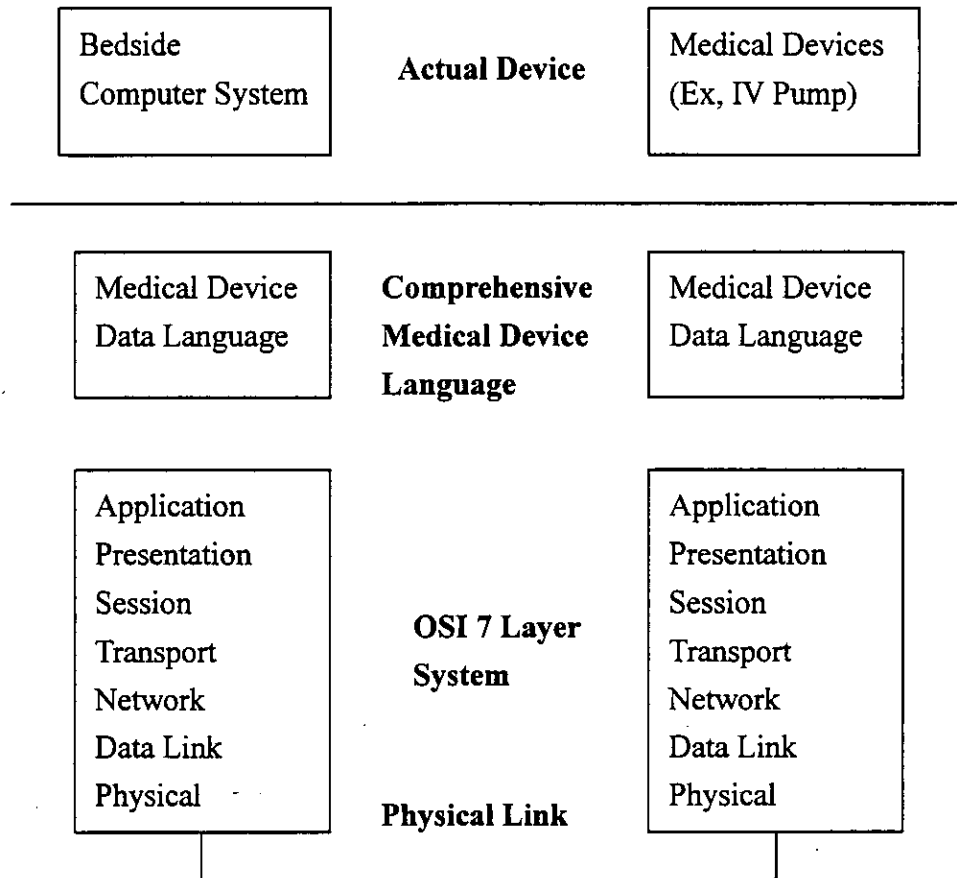 Bedside
Computer System
Actual Device
Medical Devices
(Ex, IV Pump)
Medical Device
Data Language
Comprehensive
Medical Device
Language
Medical Device
Data Language
Application
Presentation
Session
Transport
Network
Data Link
Physical
OSI 7 Layer
System
Physical Link
Application
Presentation
Session
Transport
Network
Data Link
Physical